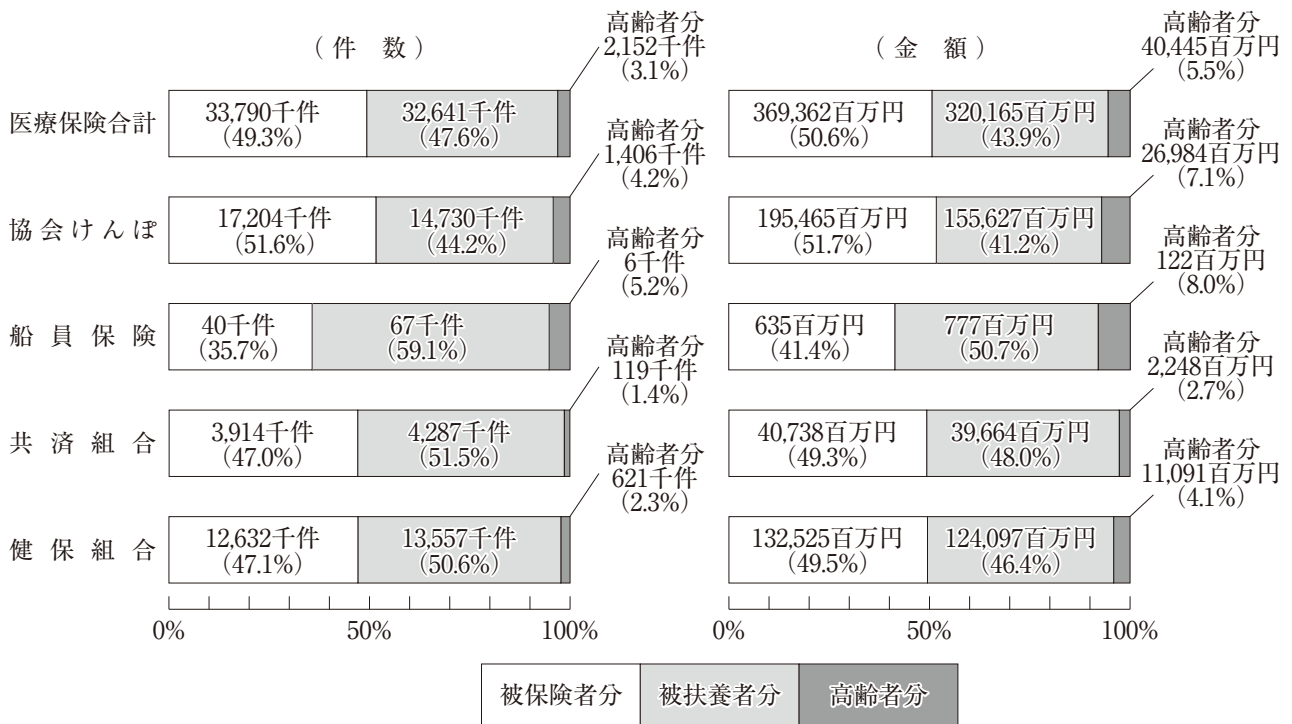 （件　数）
高齢者分
2,152千件
（3.1%）
医療保険合計
33,790千件
（49.3%）
32,641千件
（47.6%）
高齢者分
1,406千件
（4.2%）
協会けんぽ
17,204千件
（51.6%）
14,730千件
（44.2%）
高齢者分
6千件
（5.2%）
船員保険
40千件
（35.7%）
67千件
（59.1%）
高齢者分
119千件
（1.4%）
共済組合
3,914千件
（47.0%）
4,287千件
（51.5%）
高齢者分
621千件
（2.3%）
健保組合
12,632千件
（47.1%）
13,557千件
（50.6%）
0%
50%
100%
（金　額）
高齢者分
40,445百万円
（5.5%）
369,362百万円
（50.6%）
320,165百万円
（43.9%）
高齢者分
26,984百万円
（7.1%）
195,465百万円
（51.7%）
155,627百万円
（41.2%）
高齢者分
122百万円
（8.0%）
635百万円
（41.4%）
777百万円
（50.7%）
高齢者分
2,248百万円
（2.7%）
40,738百万円
（49.3%）
39,664百万円
（48.0%）
高齢者分
11,091百万円
（4.1%）
132,525百万円
（49.5%）
124,097百万円
（46.4%）
0%
50%
100%
被保険者分
被扶養者分
高齢者分